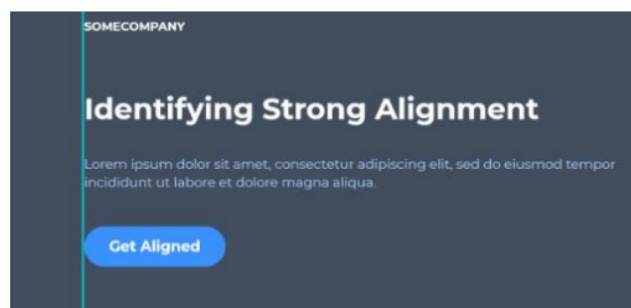 SOMECOMPANY
Identifying Strong Alignment
Lorem ipsum dolor sit amet, consectetur adipiscing elit, sed do eiusmod tempor
incididunt ut labore et dolore magna aliqua.
Get Aligned